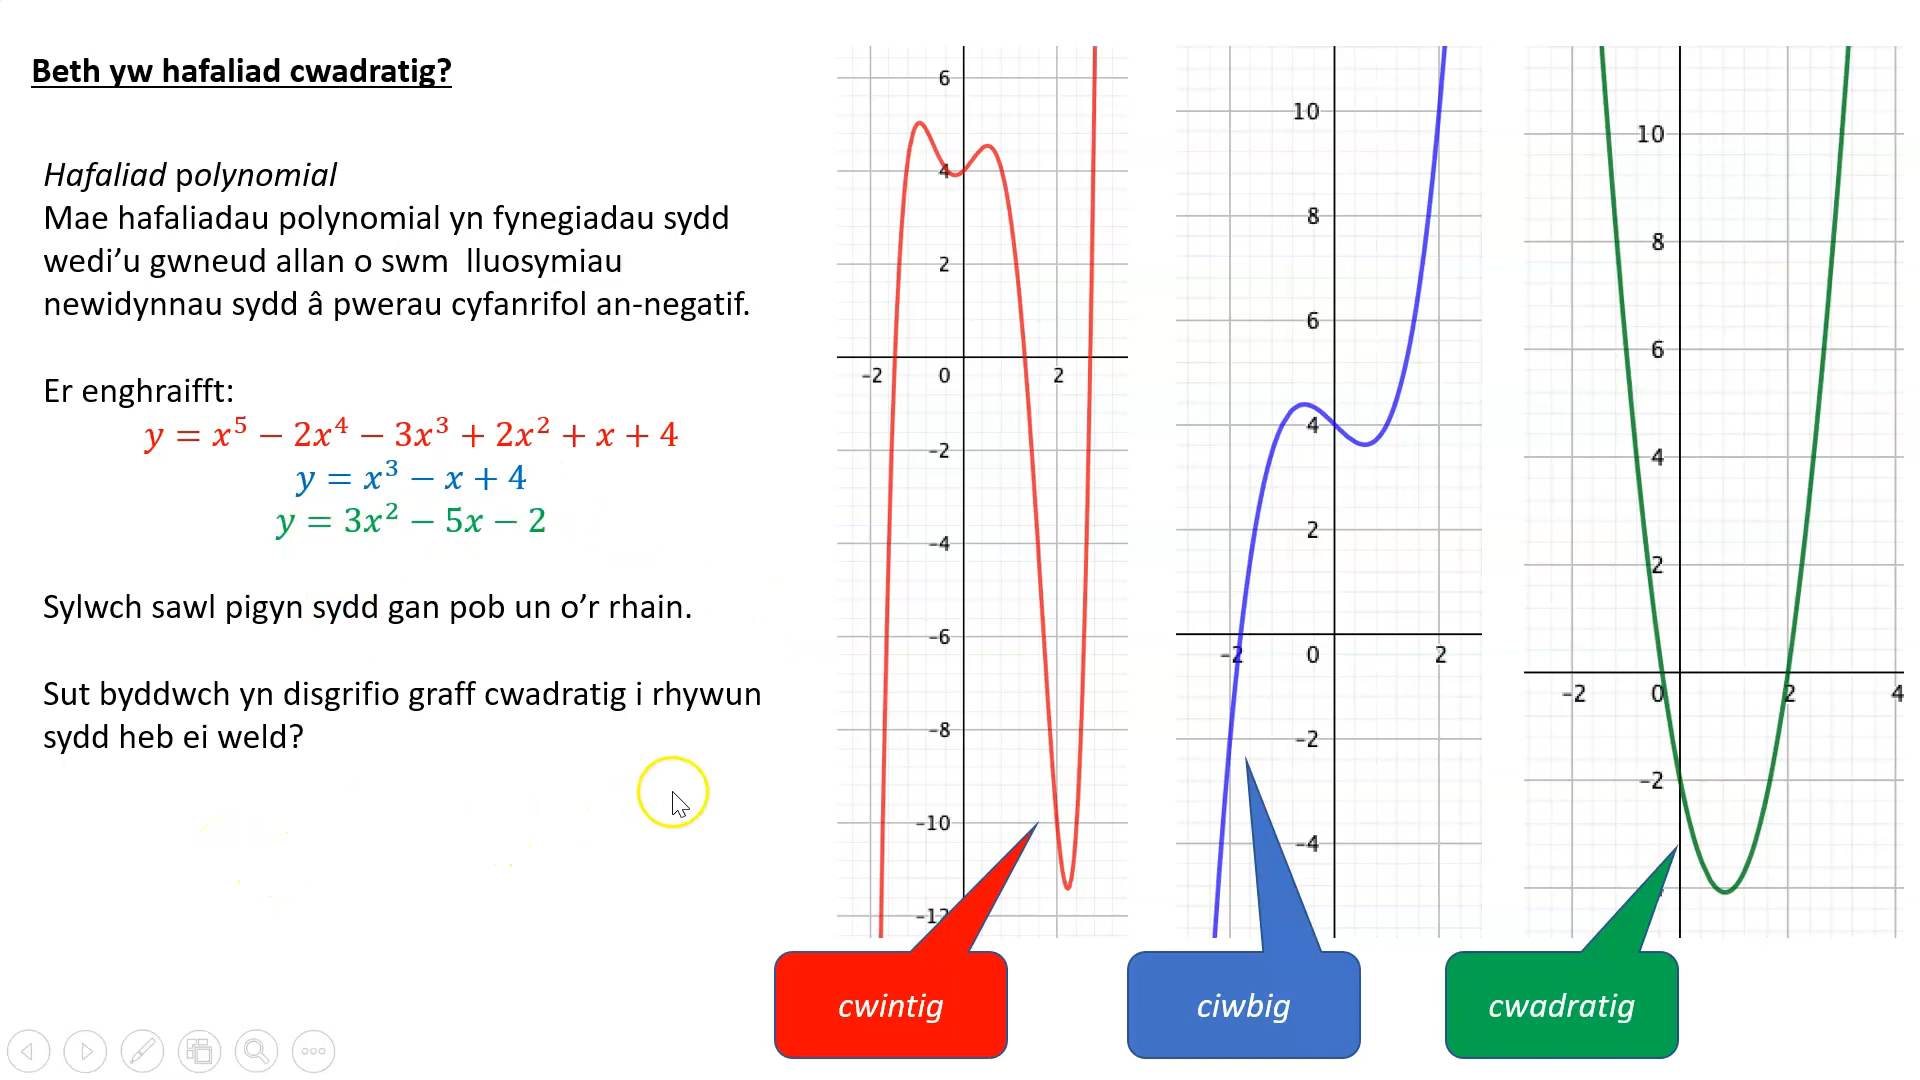 Beth yw hafaliad cwadratig?
Hafaliad polynomial
Mae hafaliadau polynomial yn fynegiadau sydd
wedi’u gwneud allan o swm lluosymiau
newidynnau sydd â pwerau cyfanrifol an-negatif.
Er enghraifft:
y = x⁵ − 2x⁴ − 3x³ + 2x² + x + 4
y = x³ − x + 4
y = 3x² − 5x − 2
Sylwch sawl pigyn sydd gan pob un o’r rhain.
Sut byddwch yn disgrifio graff cwadratig i rhywun
sydd heb ei weld?
6
4
2
-2 0 2
-2
-4
-6
-8
-10
-12
cwintig
10
8
6
4
2
-2 0 2
-2
-4
ciwbig
10
8
6
4
2
-2 0 2 4
-2
cwadratig